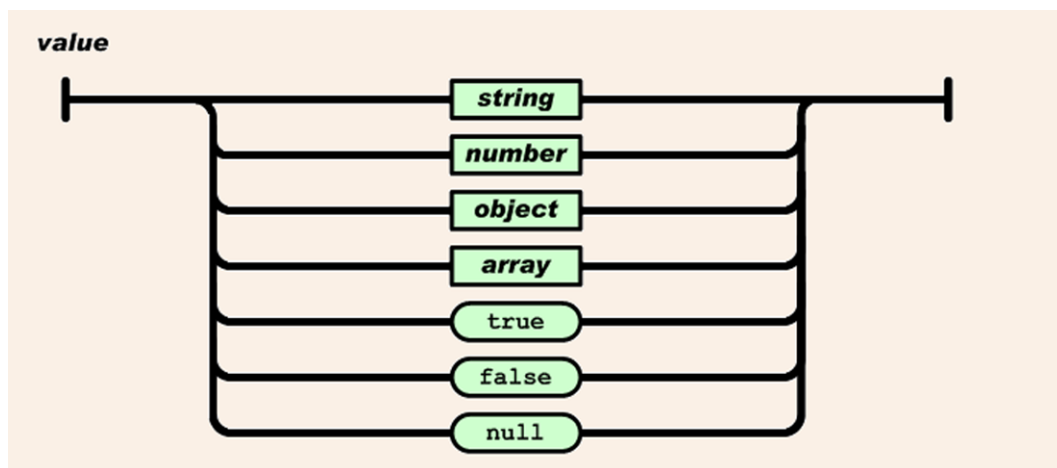 value
string
number
object
array
true
false
null